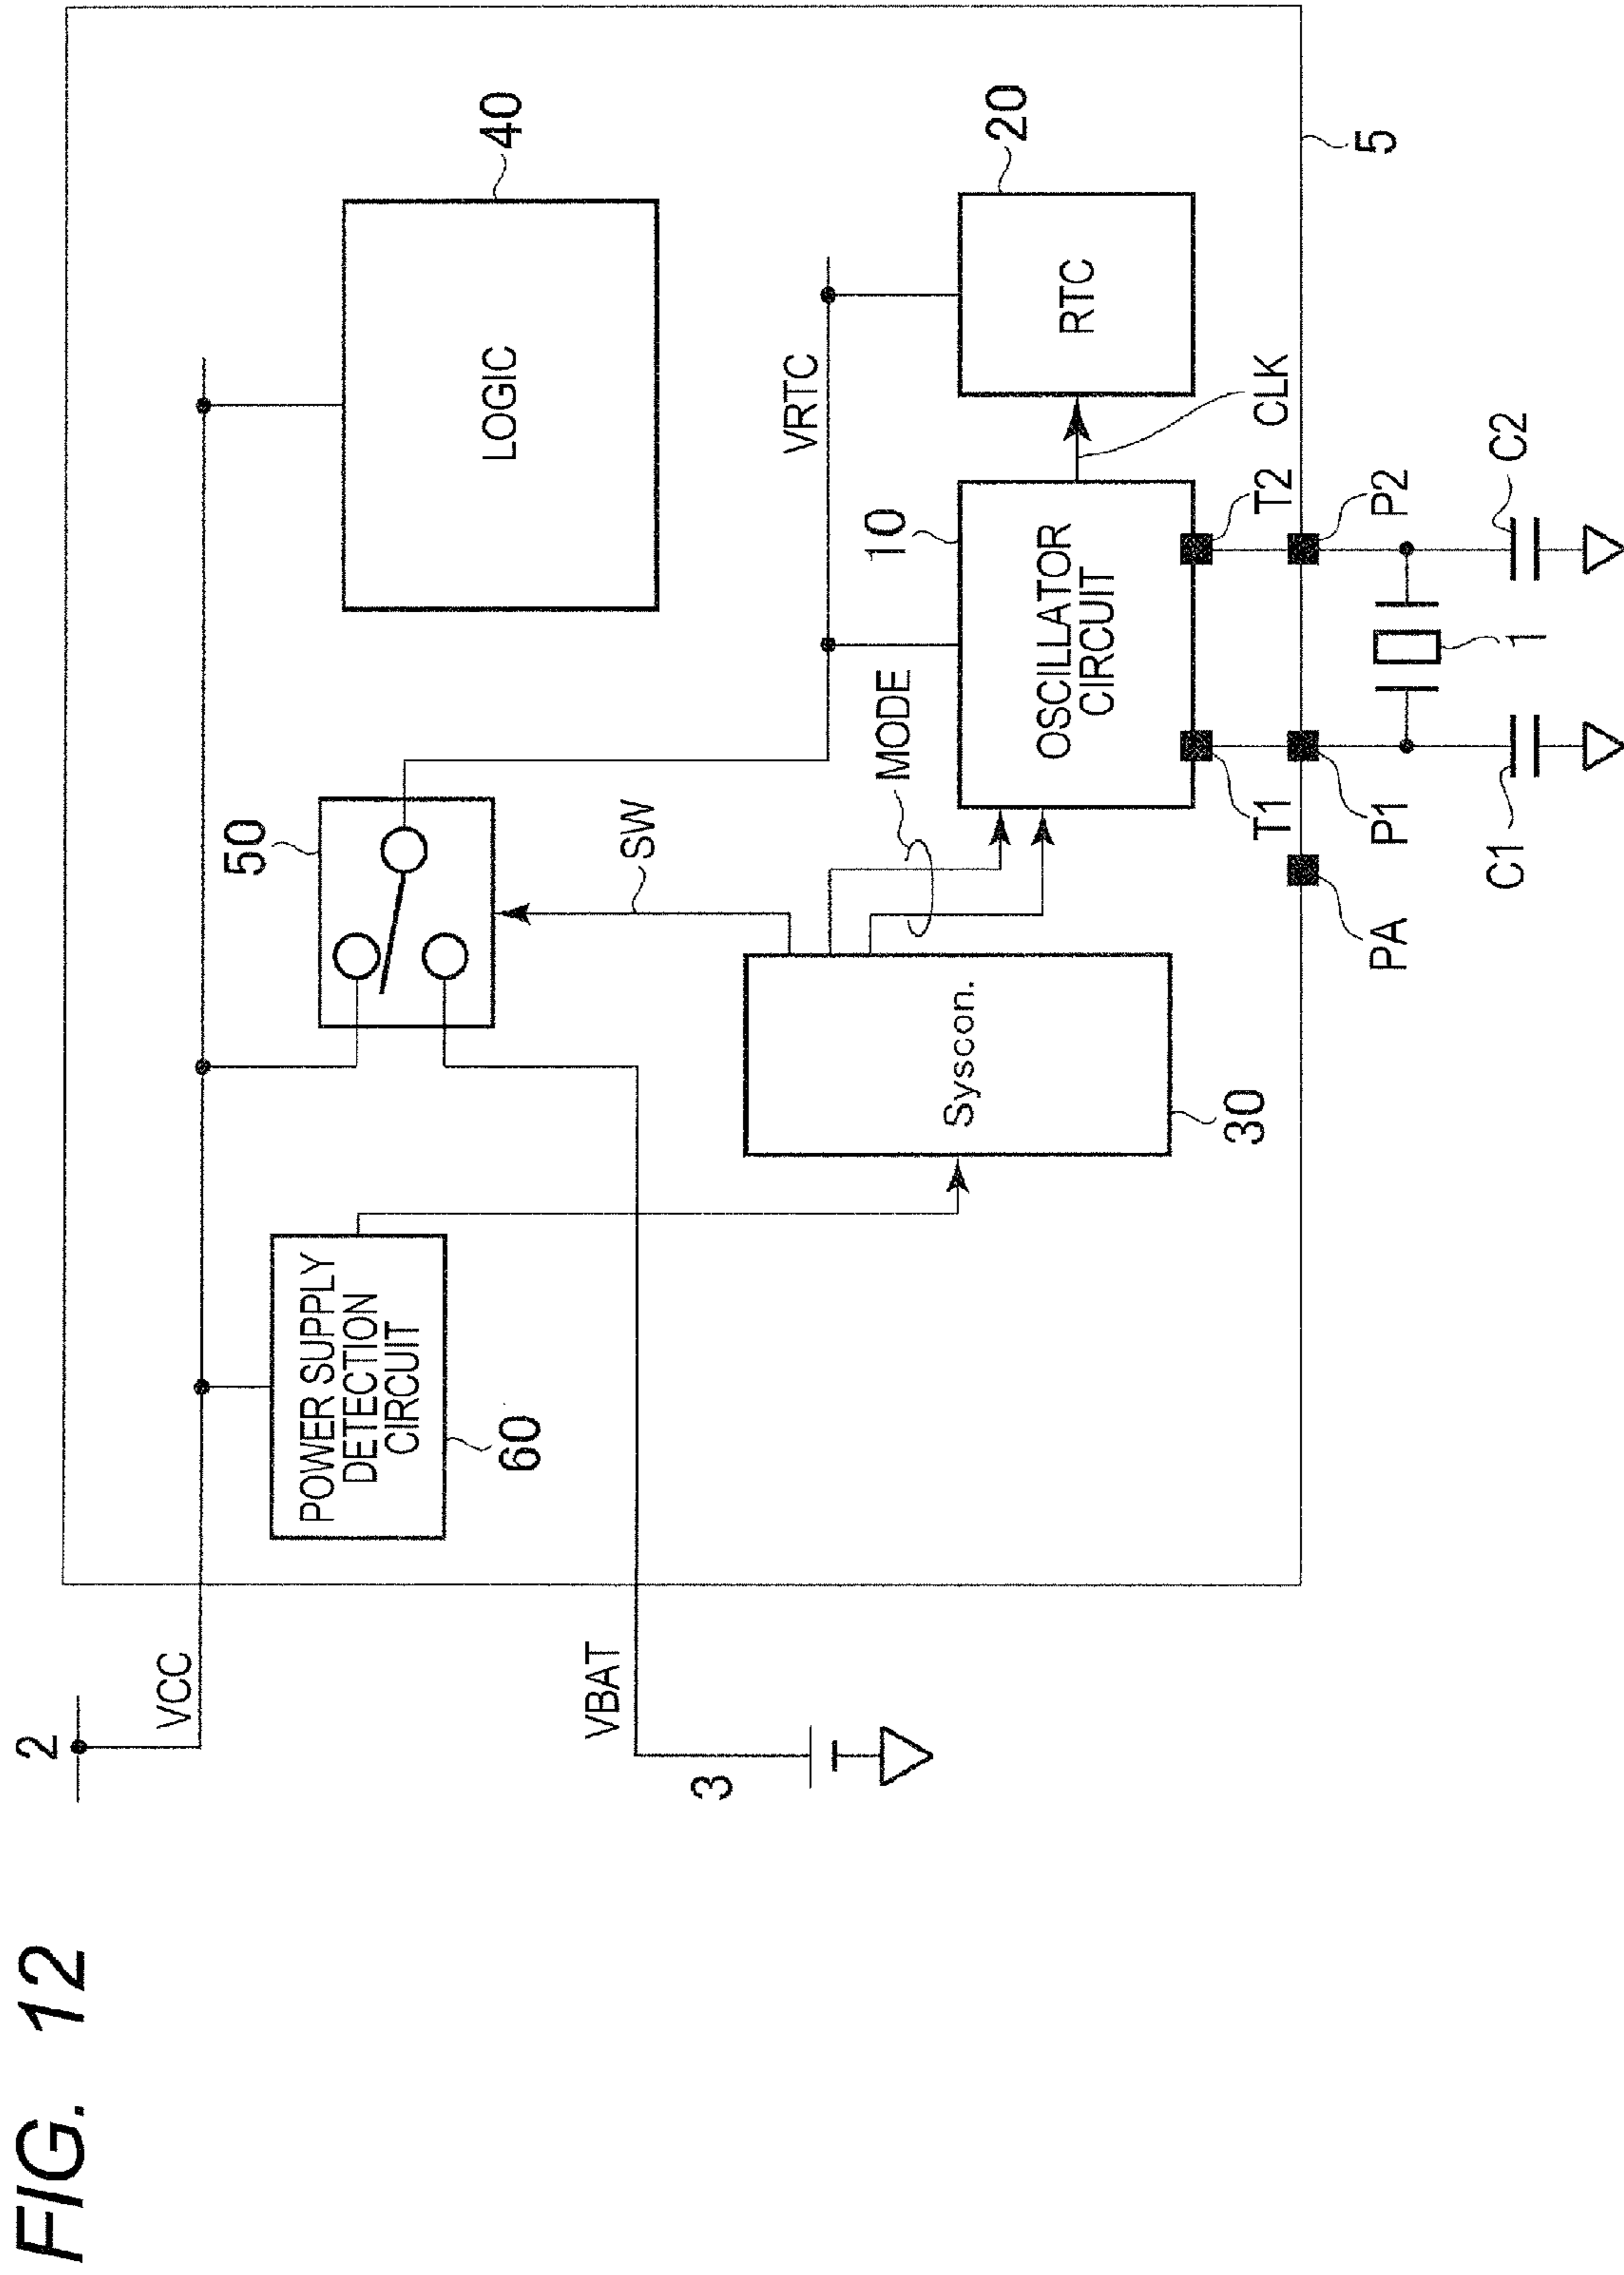 FIG. 12
2
VCC
40
50
LOGIC
POWER SUPPLY
DETECTION
CIRCUIT
60
VBAT
3
SW
VRTC
MODE
10
20
Syscon.
30
OSCILLATOR
CIRCUIT
RTC
CLK
T1
T2
5
PA
P1
P2
C1
1
C2